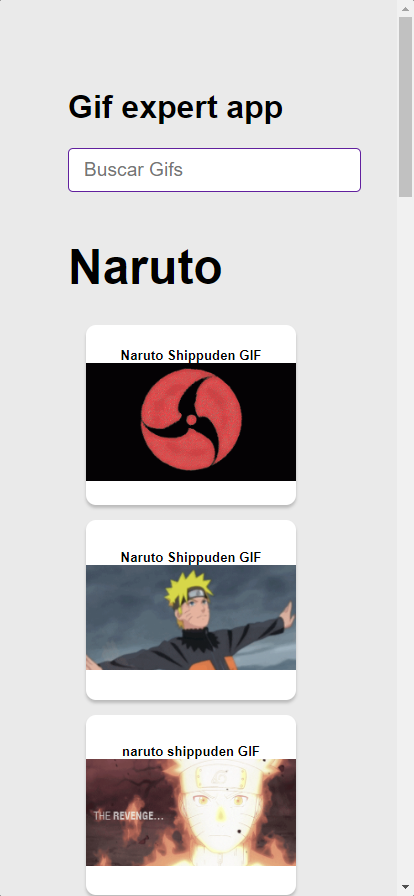 Gif expert app
Buscar Gifs
Naruto
Naruto Shippuden GIF
Naruto Shippuden GIF
naruto shippuden GIF
THE REVENGE...